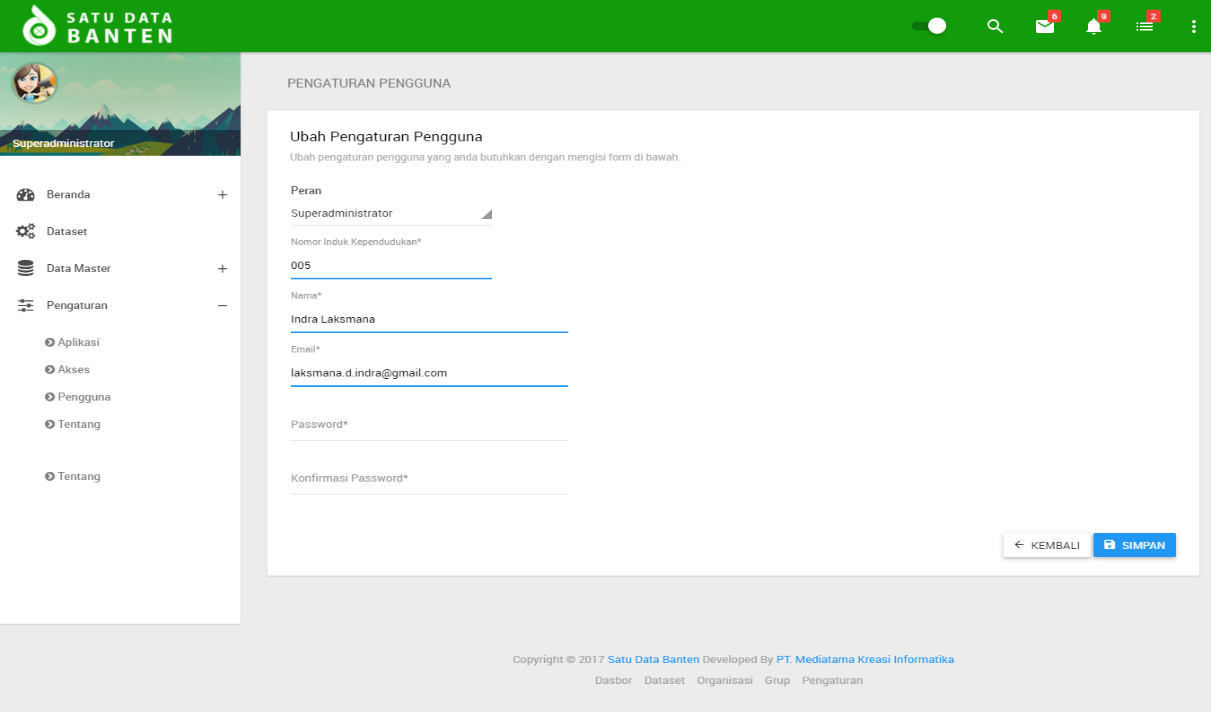 SATU DATA
BANTEN
6
9
2
Superadministrator
Beranda
Dataset
Data Master
Pengaturan
Aplikasi
Akses
Pengguna
Tentang
Tentang
PENGATURAN PENGGUNA
Ubah Pengaturan Pengguna
Ubah pengaturan pengguna yang anda butuhkan dengan mengisi form di bawah.
Peran
Superadministrator
Nomor Induk Kependudukan*
005
Nama*
Indra Laksmana
Email*
laksmana.d.indra@gmail.com
Password*
Konfirmasi Password*
KEMBALI SIMPAN
Copyright © 2017 Satu Data Banten Developed By PT. Mediatama Kreasi Informatika
Dasbor Dataset Organisasi Grup Pengaturan